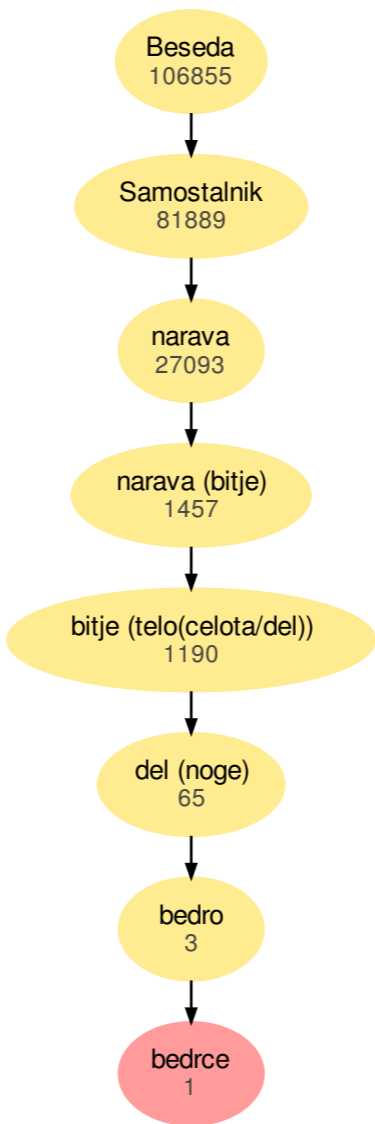 Beseda
106855
Samostalnik
81889
narava
27093
narava (bitje)
1457
bitje (telo(celota/del))
1190
del (noge)
65
bedro
3
bedrce
1